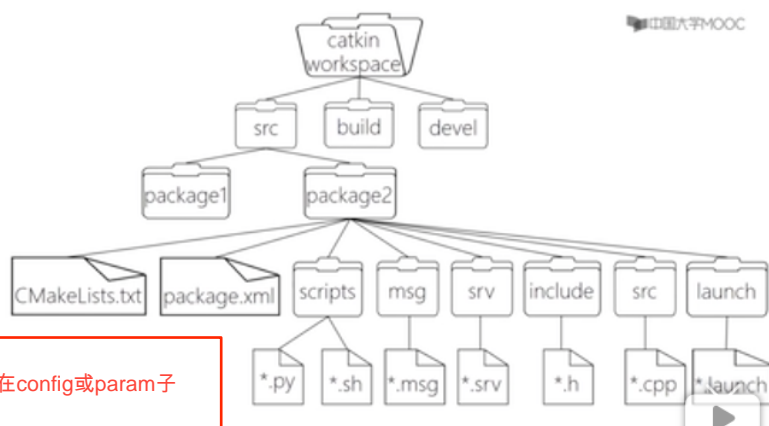 中国大学MOOC
catkin
workspace
src
build
devel
package1
package2
CMakeLists.txt
package.xml
scripts
msg
srv
include
src
launch
*.py
*.sh
*.msg
*.srv
*.h
*.cpp
*.launch
在config或param子